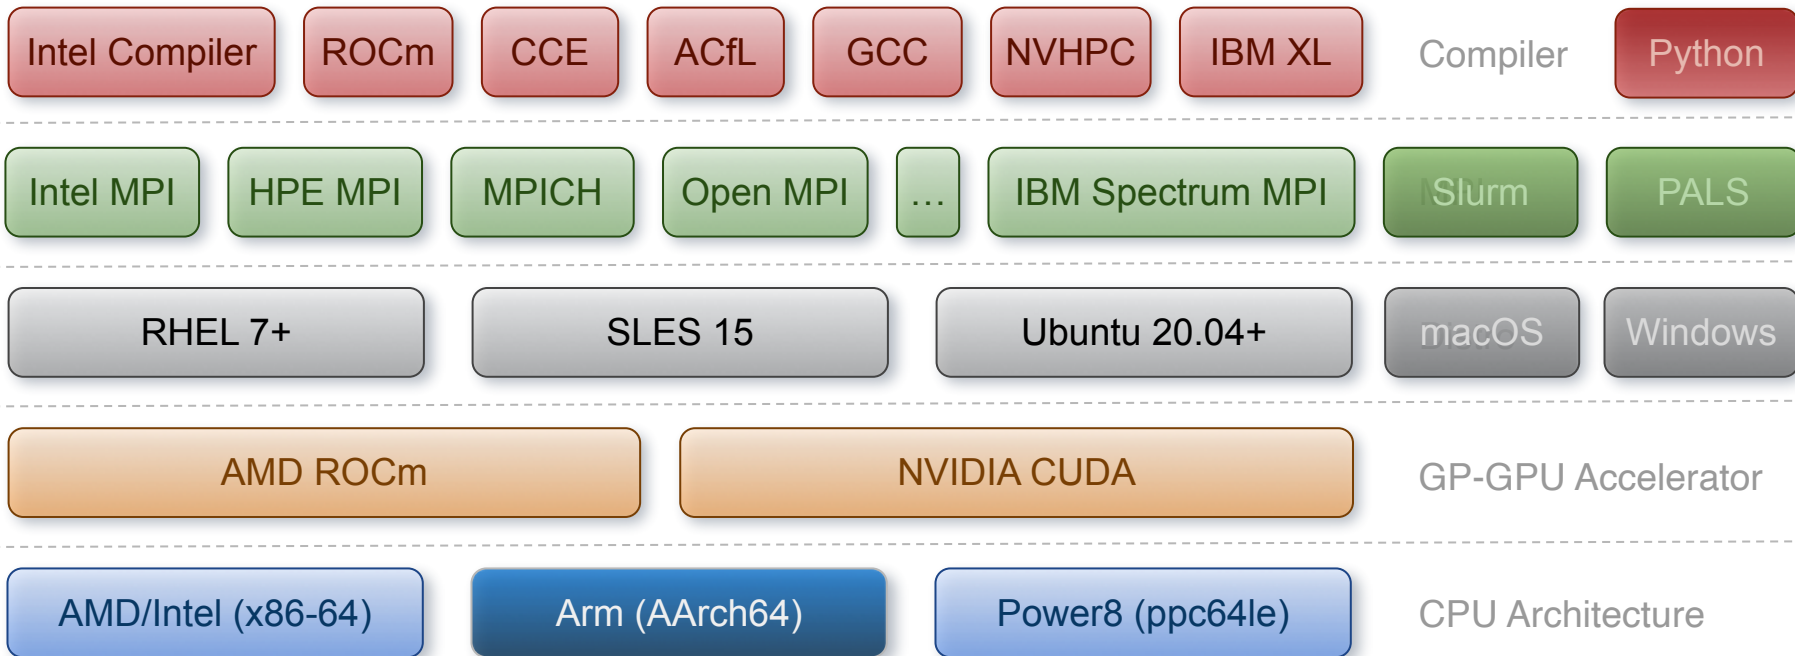 Intel Compiler ROCm CCE ACfL GCC NVHPC IBM XL Compiler Python
Intel MPI HPE MPI MPICH Open MPI ... IBM Spectrum MPI Slurm PALS
RHEL 7+ SLES 15 Ubuntu 20.04+ macOS Windows
AMD ROCm NVIDIA CUDA GP-GPU Accelerator
AMD/Intel (x86-64) Arm (AArch64) Power8 (ppc64le) CPU Architecture